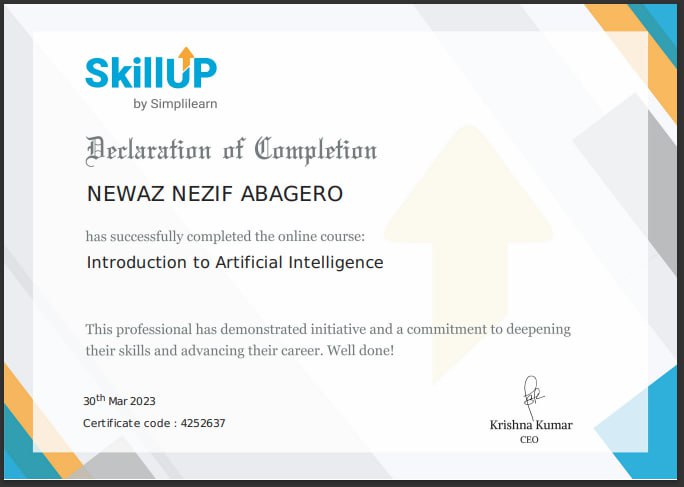 SkillUP
by Simplilearn
Declaration of Completion
NEWAZ NEZIF ABAGERO
has successfully completed the online course:
Introduction to Artificial Intelligence
This professional has demonstrated initiative and a commitment to deepening
their skills and advancing their career. Well done!
30th Mar 2023
Certificate code : 4252637
Krishna Kumar
CEO